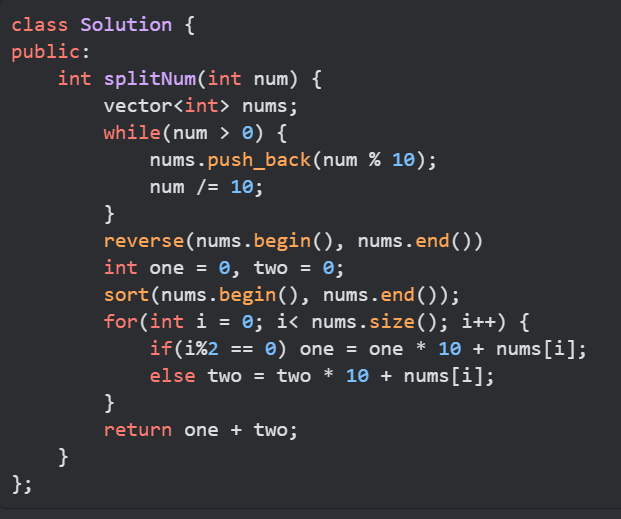 class Solution {
public:
    int splitNum(int num) {
        vector<int> nums;
        while(num > 0) {
            nums.push_back(num % 10);
            num /= 10;
        }
        reverse(nums.begin(), nums.end())
        int one = 0, two = 0;
        sort(nums.begin(), nums.end());
        for(int i = 0; i< nums.size(); i++) {
            if(i%2 == 0) one = one * 10 + nums[i];
            else two = two * 10 + nums[i];
        }
        return one + two;
    }
};